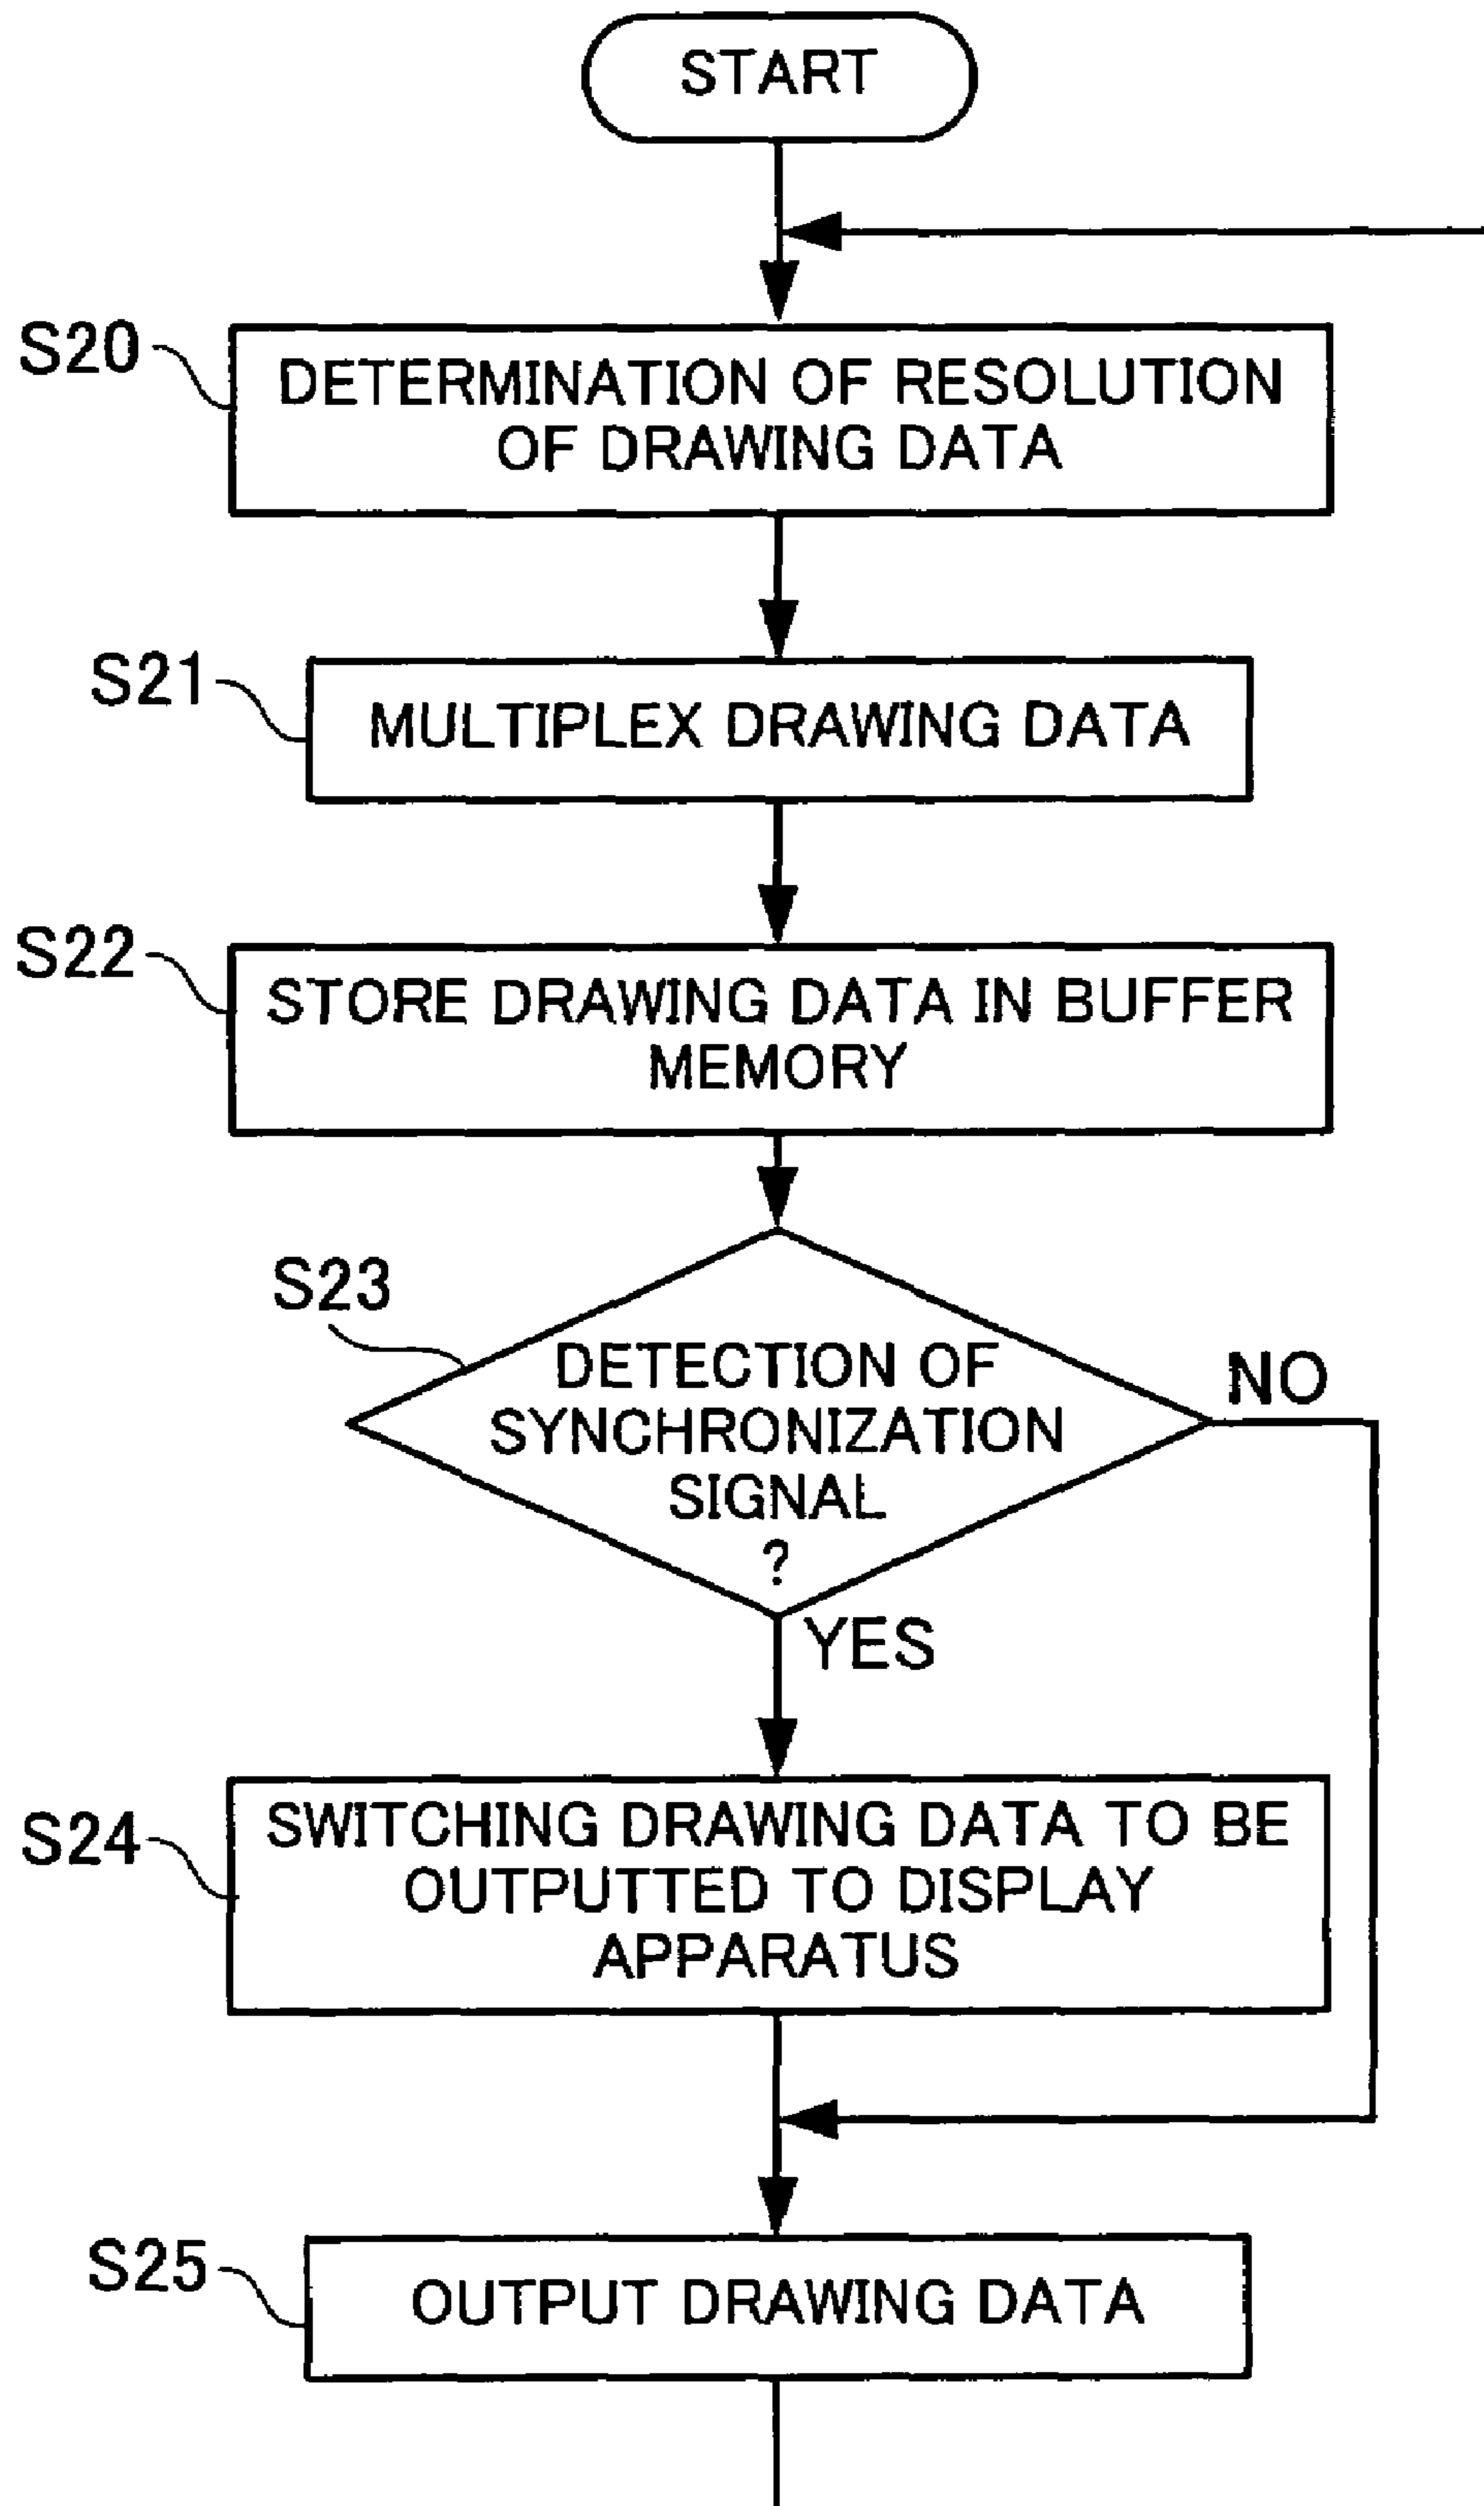 START
S20
DETERMINATION OF RESOLUTION
OF DRAWING DATA
S21
MULTIPLEX DRAWING DATA
S22
STORE DRAWING DATA IN BUFFER
MEMORY
S23
DETECTION OF
SYNCHRONIZATION
SIGNAL
?
NO
YES
S24
SWITCHING DRAWING DATA TO BE
OUTPUTTED TO DISPLAY
APPARATUS
S25
OUTPUT DRAWING DATA